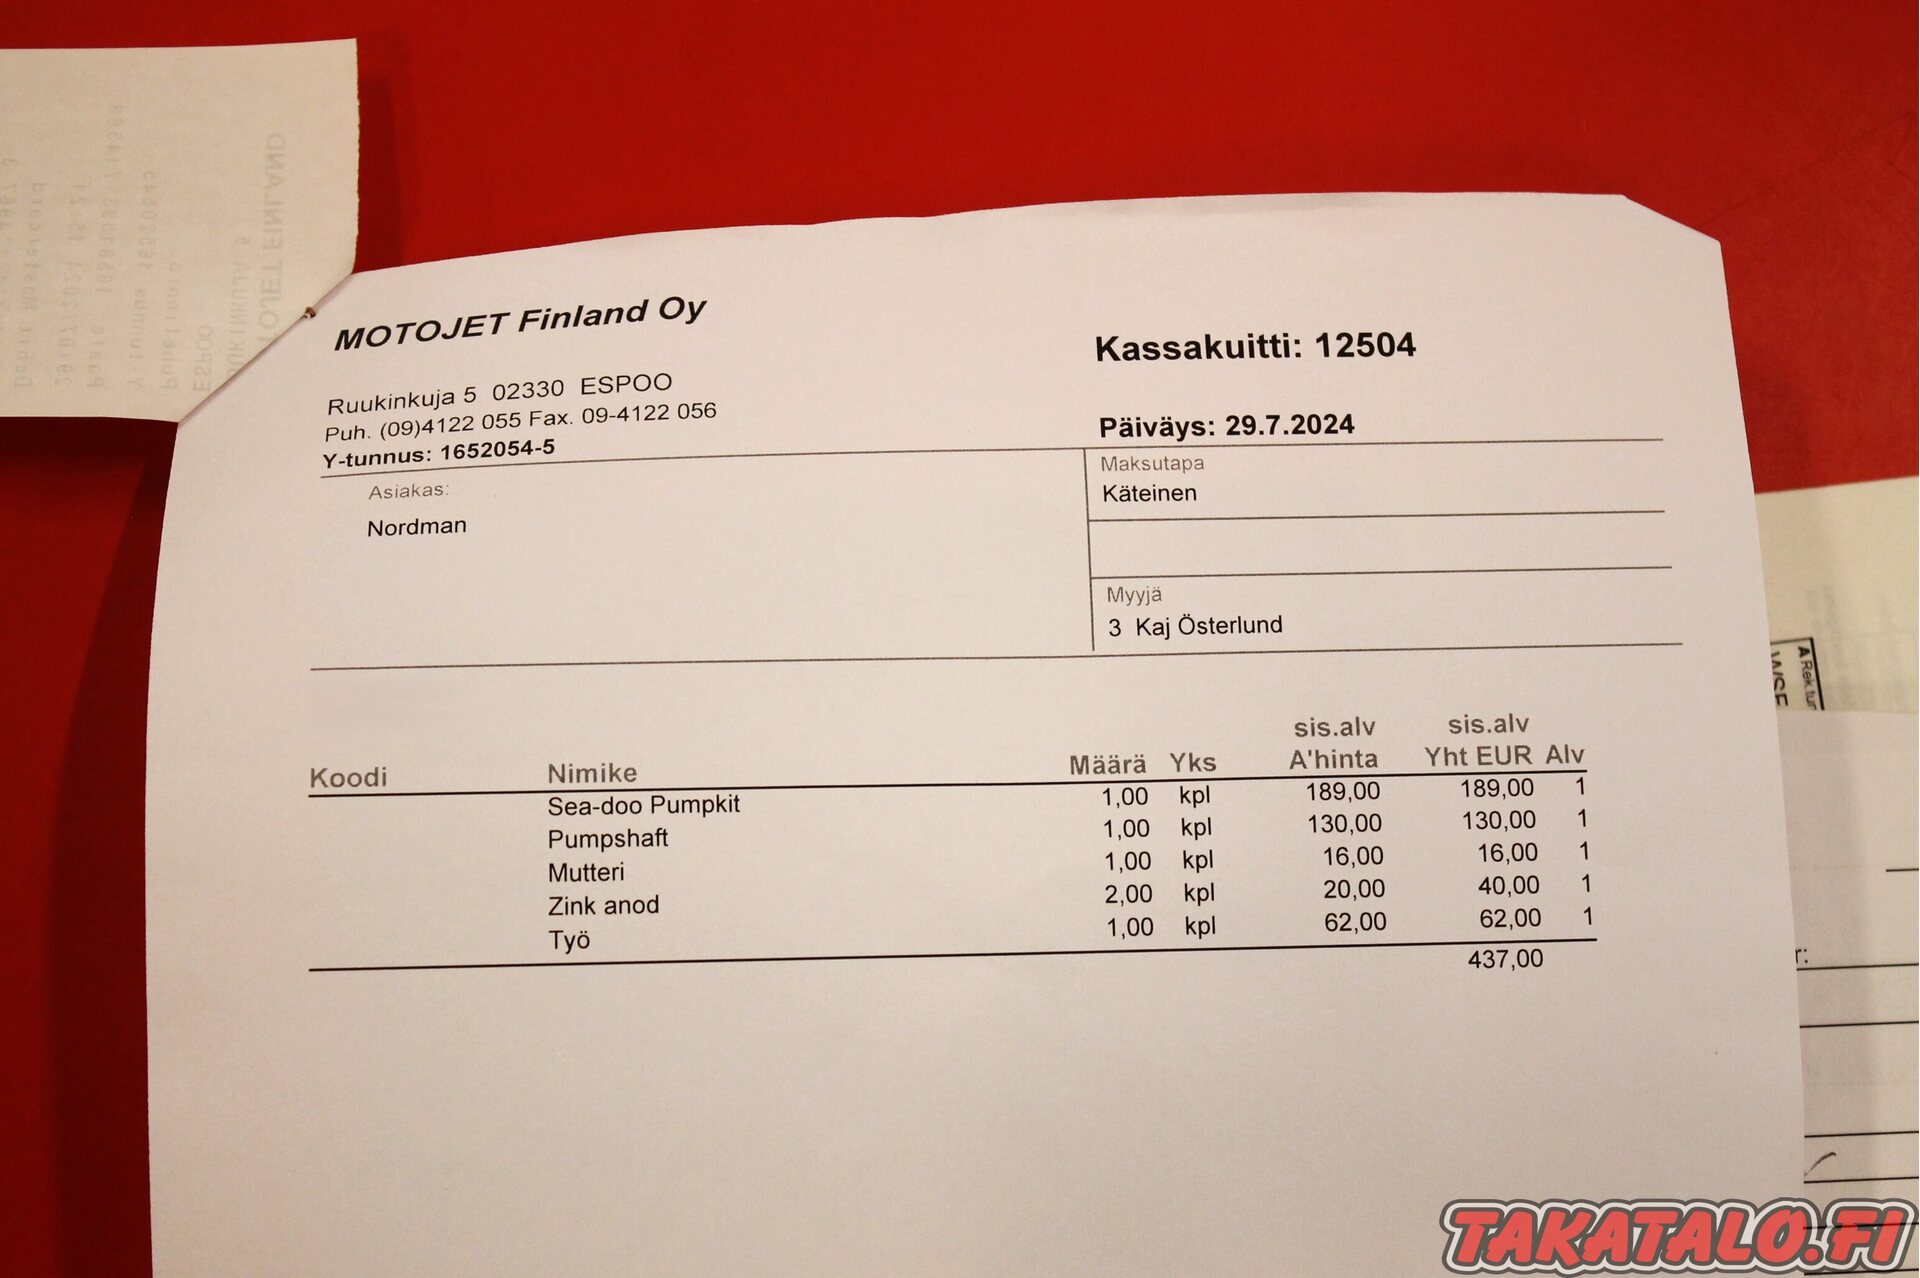 MOTOJET Finland Oy
Ruukinkuja 5 02330 ESPOO
Puh. (09)4122 055 Fax. 09-4122 056
Y-tunnus: 1652054-5
Kassakuitti: 12504
Päiväys: 29.7.2024
Asiakas:
Nordman
Maksutapa
Käteinen
Myyjä
3 Kaj Österlund
sis.alv sis.alv
Koodi Nimike Määrä Yks A'hinta Yht EUR Alv
Sea-doo Pumpkit 1,00 kpl 189,00 189,00 1
Pumpshaft 1,00 kpl 130,00 130,00 1
Mutteri 1,00 kpl 16,00 16,00 1
Zink anod 2,00 kpl 20,00 40,00 1
Työ 1,00 kpl 62,00 62,00 1
437,00
A Rek.tur
r:
TAKATALO.FI